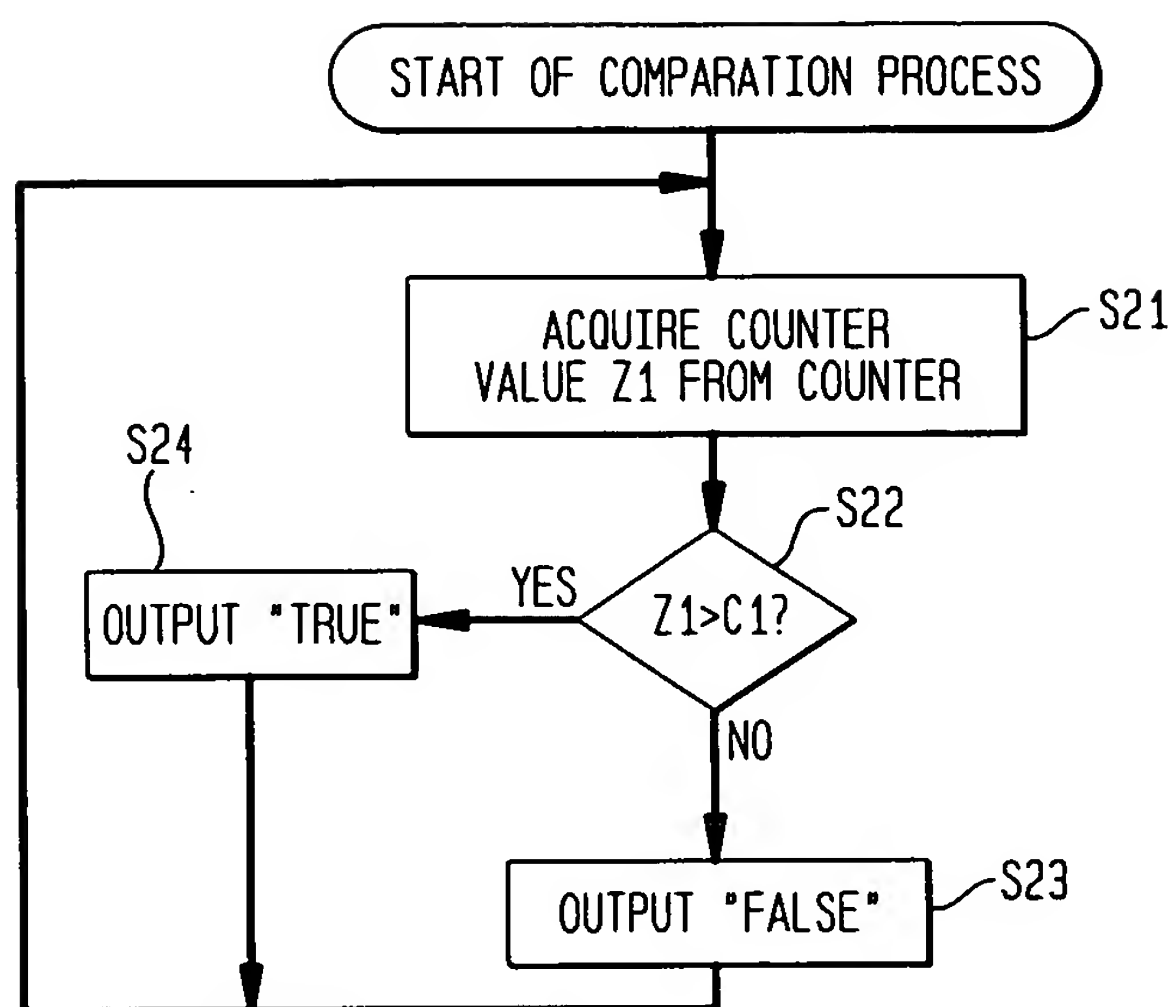 START OF COMPARATION PROCESS
ACQUIRE COUNTER
VALUE Z1 FROM COUNTER
S21
S24
S22
YES
Z1>C1?
OUTPUT "TRUE"
NO
OUTPUT "FALSE"
S23